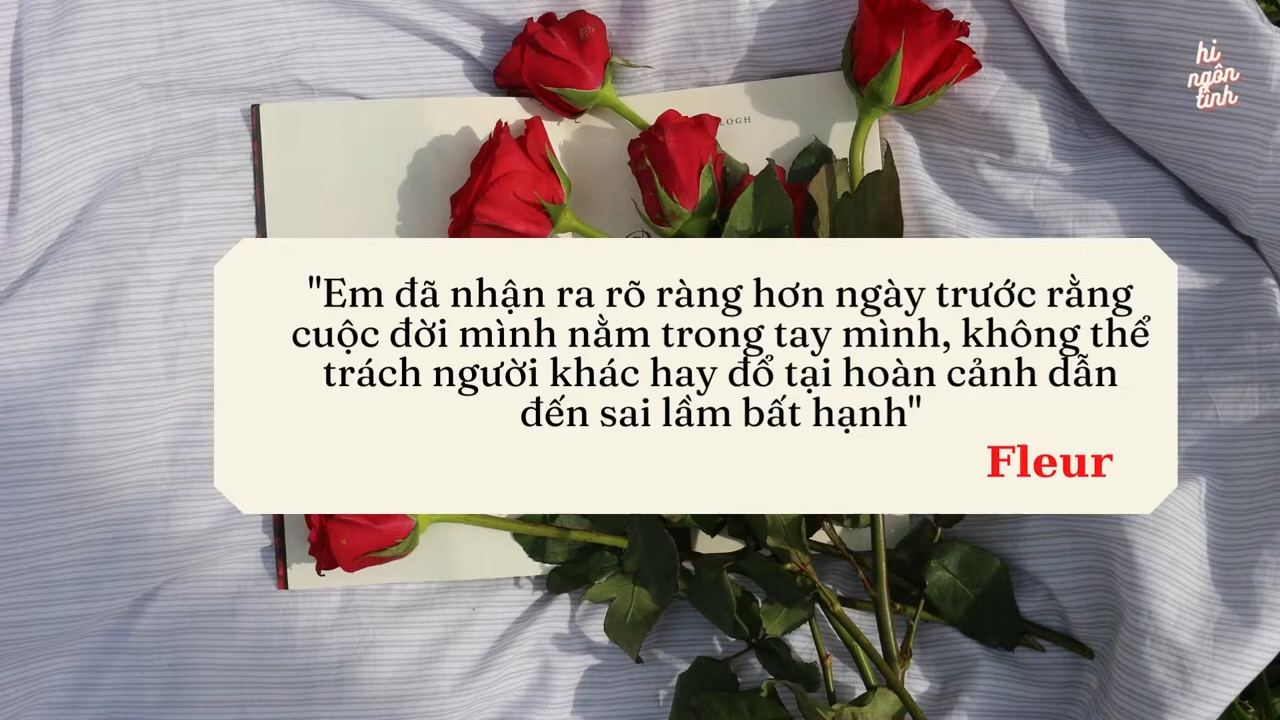 hi
ngôn
tình
LOGH
"Em đã nhận ra rõ ràng hơn ngày trước rằng
cuộc đời mình nằm trong tay mình, không thể
trách người khác hay đổ tại hoàn cảnh dẫn
đến sai lầm bất hạnh"
Fleur